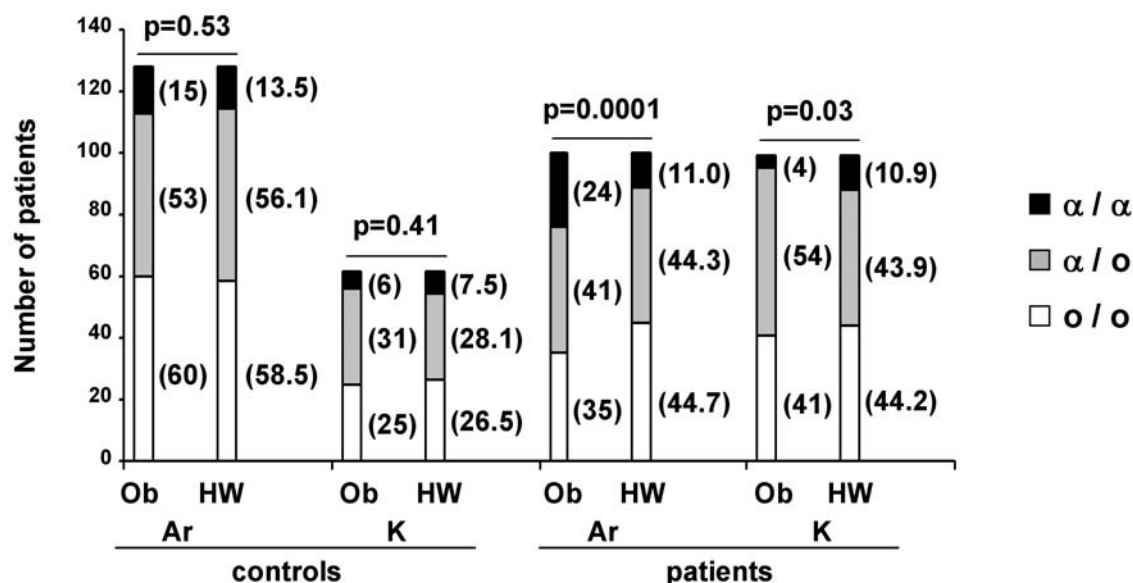 140
120
100
80
60
40
20
0
Number of patients
p=0.53
(15) (13.5)
(53) (56.1)
(60) (58.5)
p=0.41
(6) (7.5)
(31) (28.1)
(25) (26.5)
p=0.0001
(24) (11.0)
(41) (44.3)
(35) (44.7)
p=0.03
(4) (10.9)
(54) (43.9)
(41) (44.2)
α / α
α / o
o / o
Ob HW Ob HW Ob HW Ob HW
Ar K Ar K
controls patients